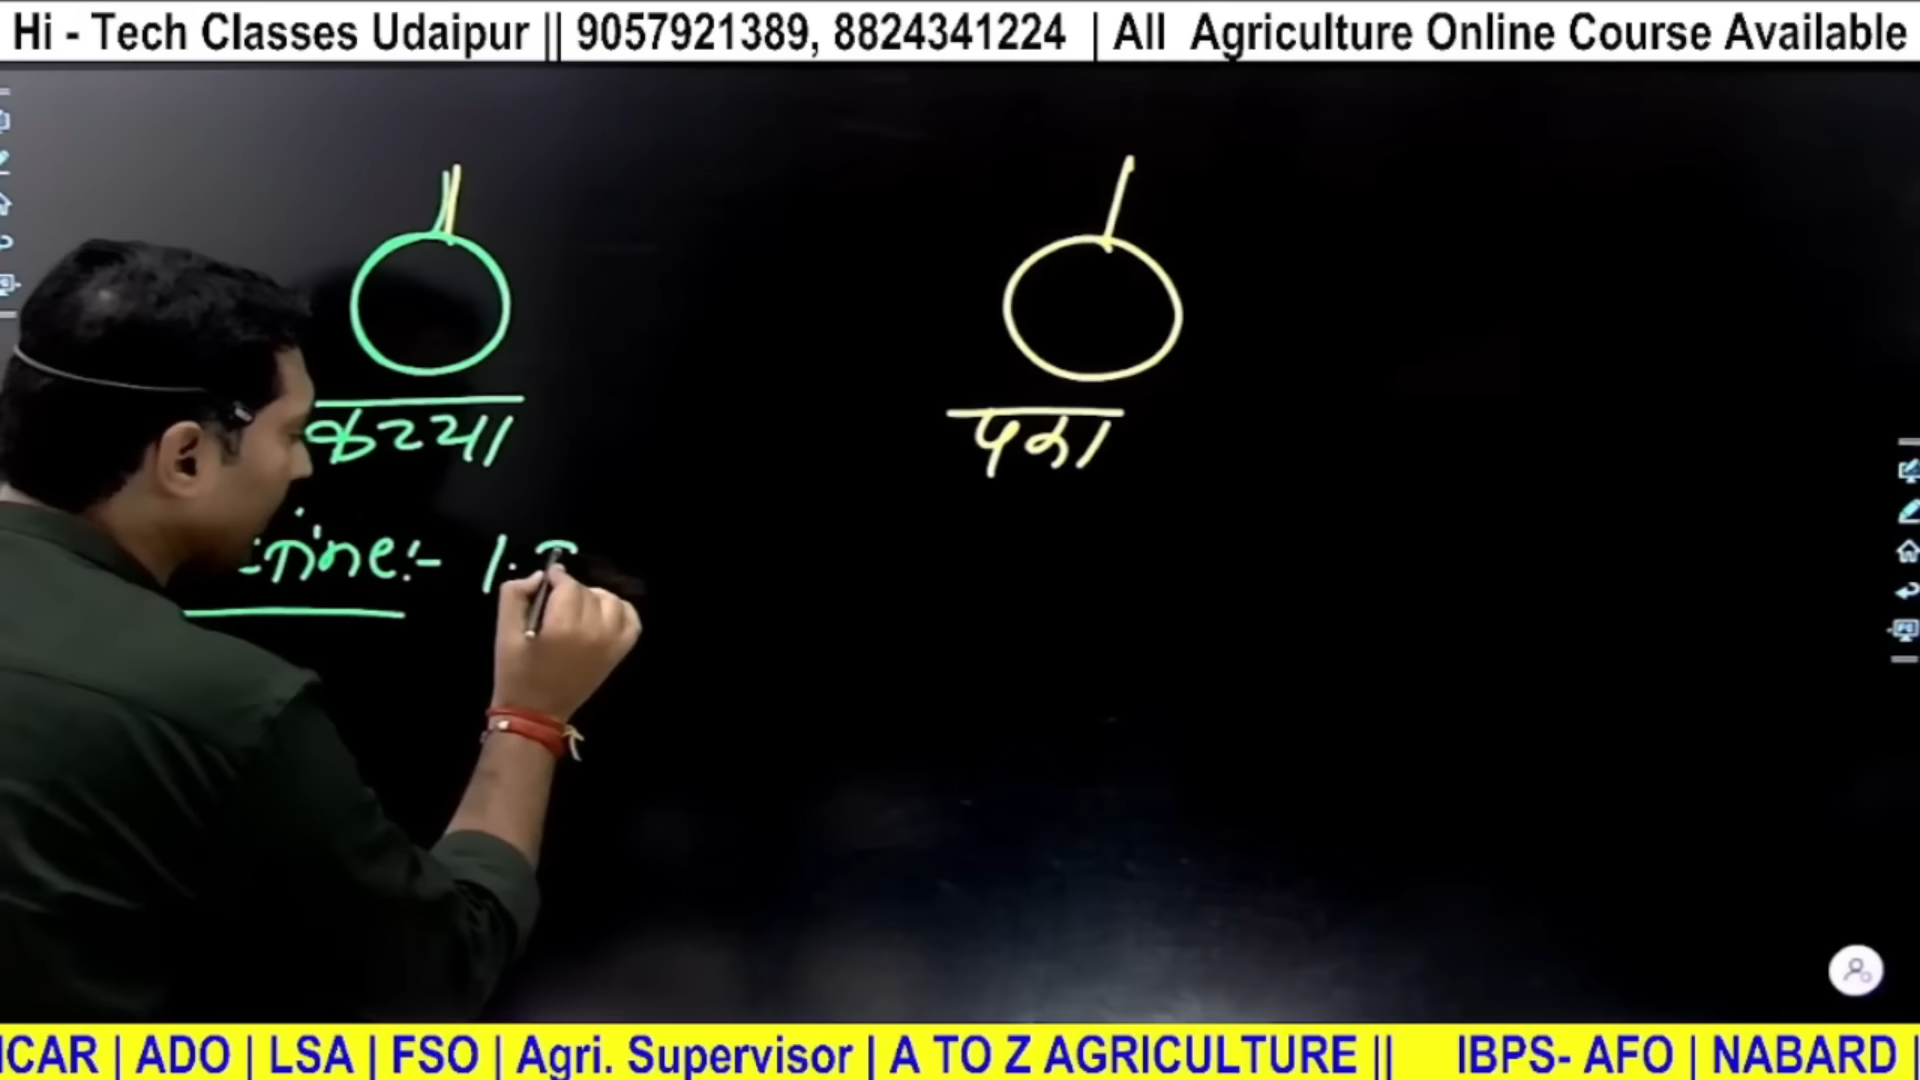 Hi - Tech Classes Udaipur || 9057921389, 8824341224 | All Agriculture Online Course Available
कच्चा
पका
ICAR | ADO | LSA | FSO | Agri. Supervisor | A TO Z AGRICULTURE || IBPS- AFO | NABARD |